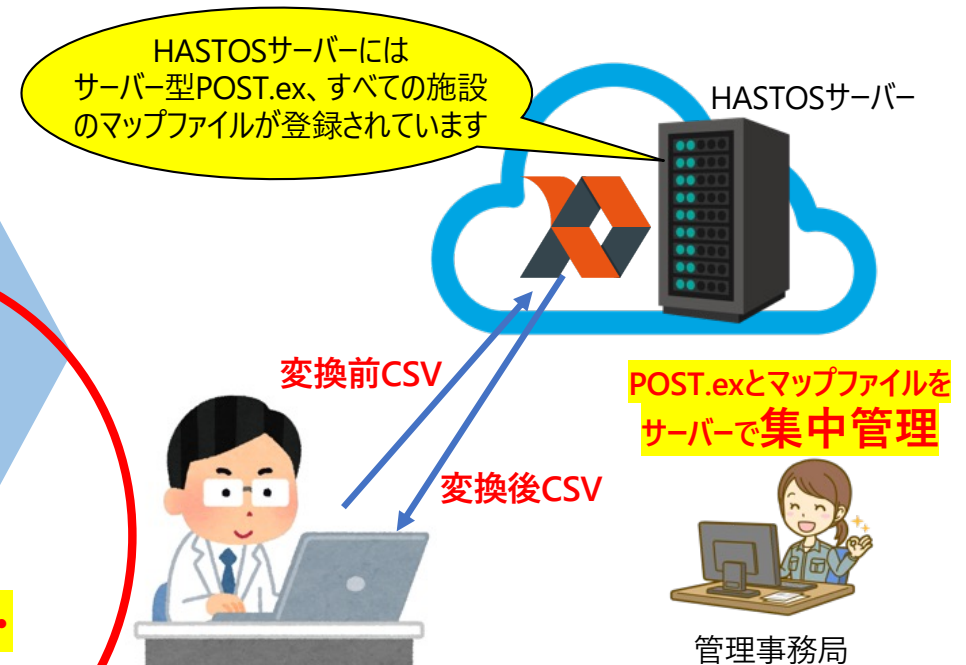 HASTOSサーバーには
サーバー型POST.ex、すべての施設
のマップファイルが登録されています
HASTOSサーバー
変換前CSV
POST.exとマップファイルを
サーバーで集中管理
変換後CSV
管理事務局